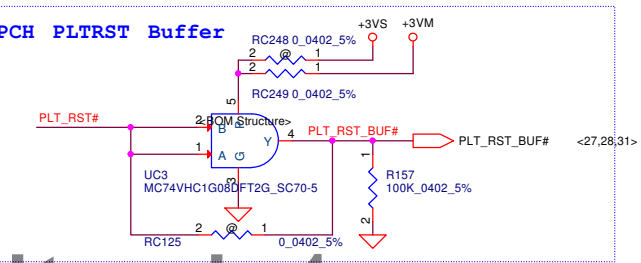 PCH PLTRST Buffer
+3VS
+3VM
RC248 0_0402_5%
2 @ 1
2 1
RC249 0_0402_5%
5
PLT_RST#
<BOM Structure>
2 B P
Y 4
PLT_RST_BUF#
PLT_RST_BUF#
<27,28,31>
1 A G
3
UC3
MC74VHC1G08DFT2G_SC70-5
1
R157
100K_0402_5%
2
2 @ 1
RC125
0_0402_5%